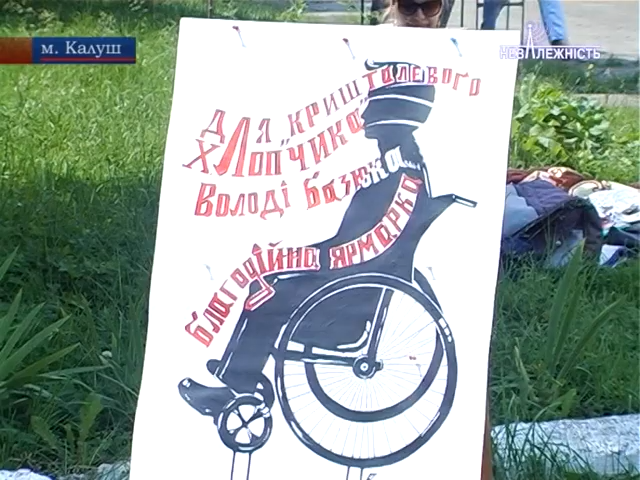 м. Калуш
НЕЗАЛЕЖНІСТЬ
для "кришталевого
хлопчика"
Володі Базюка...
Благодійна ярмарка